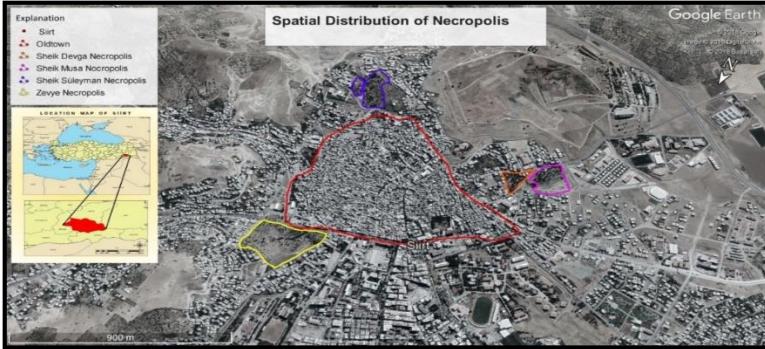 Spatial Distribution of Necropolis
Google Earth
Explanation
Siirt
Oldtown
Sheik Devga Necropolis
Sheik Musa Nocropolis
Sheik Süleyman Necropolis
Zevye Necropolis
LOCATION MAP OF SIIRT
Siirt
900 m